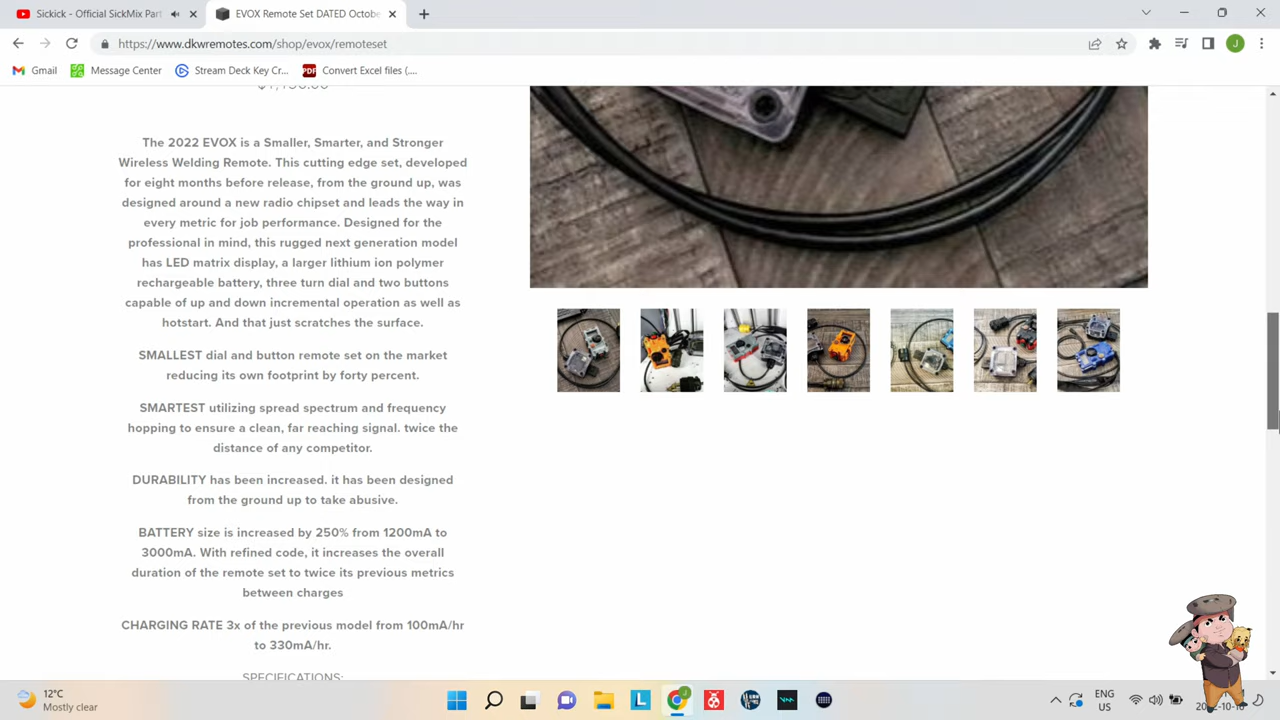 Sickick - Official SickMix Part
EVOX Remote Set DATED Octobe
https://www.dkwremotes.com/shop/evox/remoteset
J
Gmail
Message Center
Stream Deck Key Cr...
PDF
Convert Excel files (....
The 2022 EVOX is a Smaller, Smarter, and Stronger
Wireless Welding Remote. This cutting edge set, developed
for eight months before release, from the ground up, was
designed around a new radio chipset and leads the way in
every metric for job performance. Designed for the
professional in mind, this rugged next generation model
has LED matrix display, a larger lithium ion polymer
rechargeable battery, three turn dial and two buttons
capable of up and down incremental operation as well as
hotstart. And that just scratches the surface.
SMALLEST dial and button remote set on the market
reducing its own footprint by forty percent.
SMARTEST utilizing spread spectrum and frequency
hopping to ensure a clean, far reaching signal. twice the
distance of any competitor.
DURABILITY has been increased. it has been designed
from the ground up to take abusive.
BATTERY size is increased by 250% from 1200mA to
3000mA. With refined code, it increases the overall
duration of the remote set to twice its previous metrics
between charges
CHARGING RATE 3x of the previous model from 100mA/hr
to 330mA/hr.
SPECIFICATIONS:
12°C
Mostly clear
ENG
US